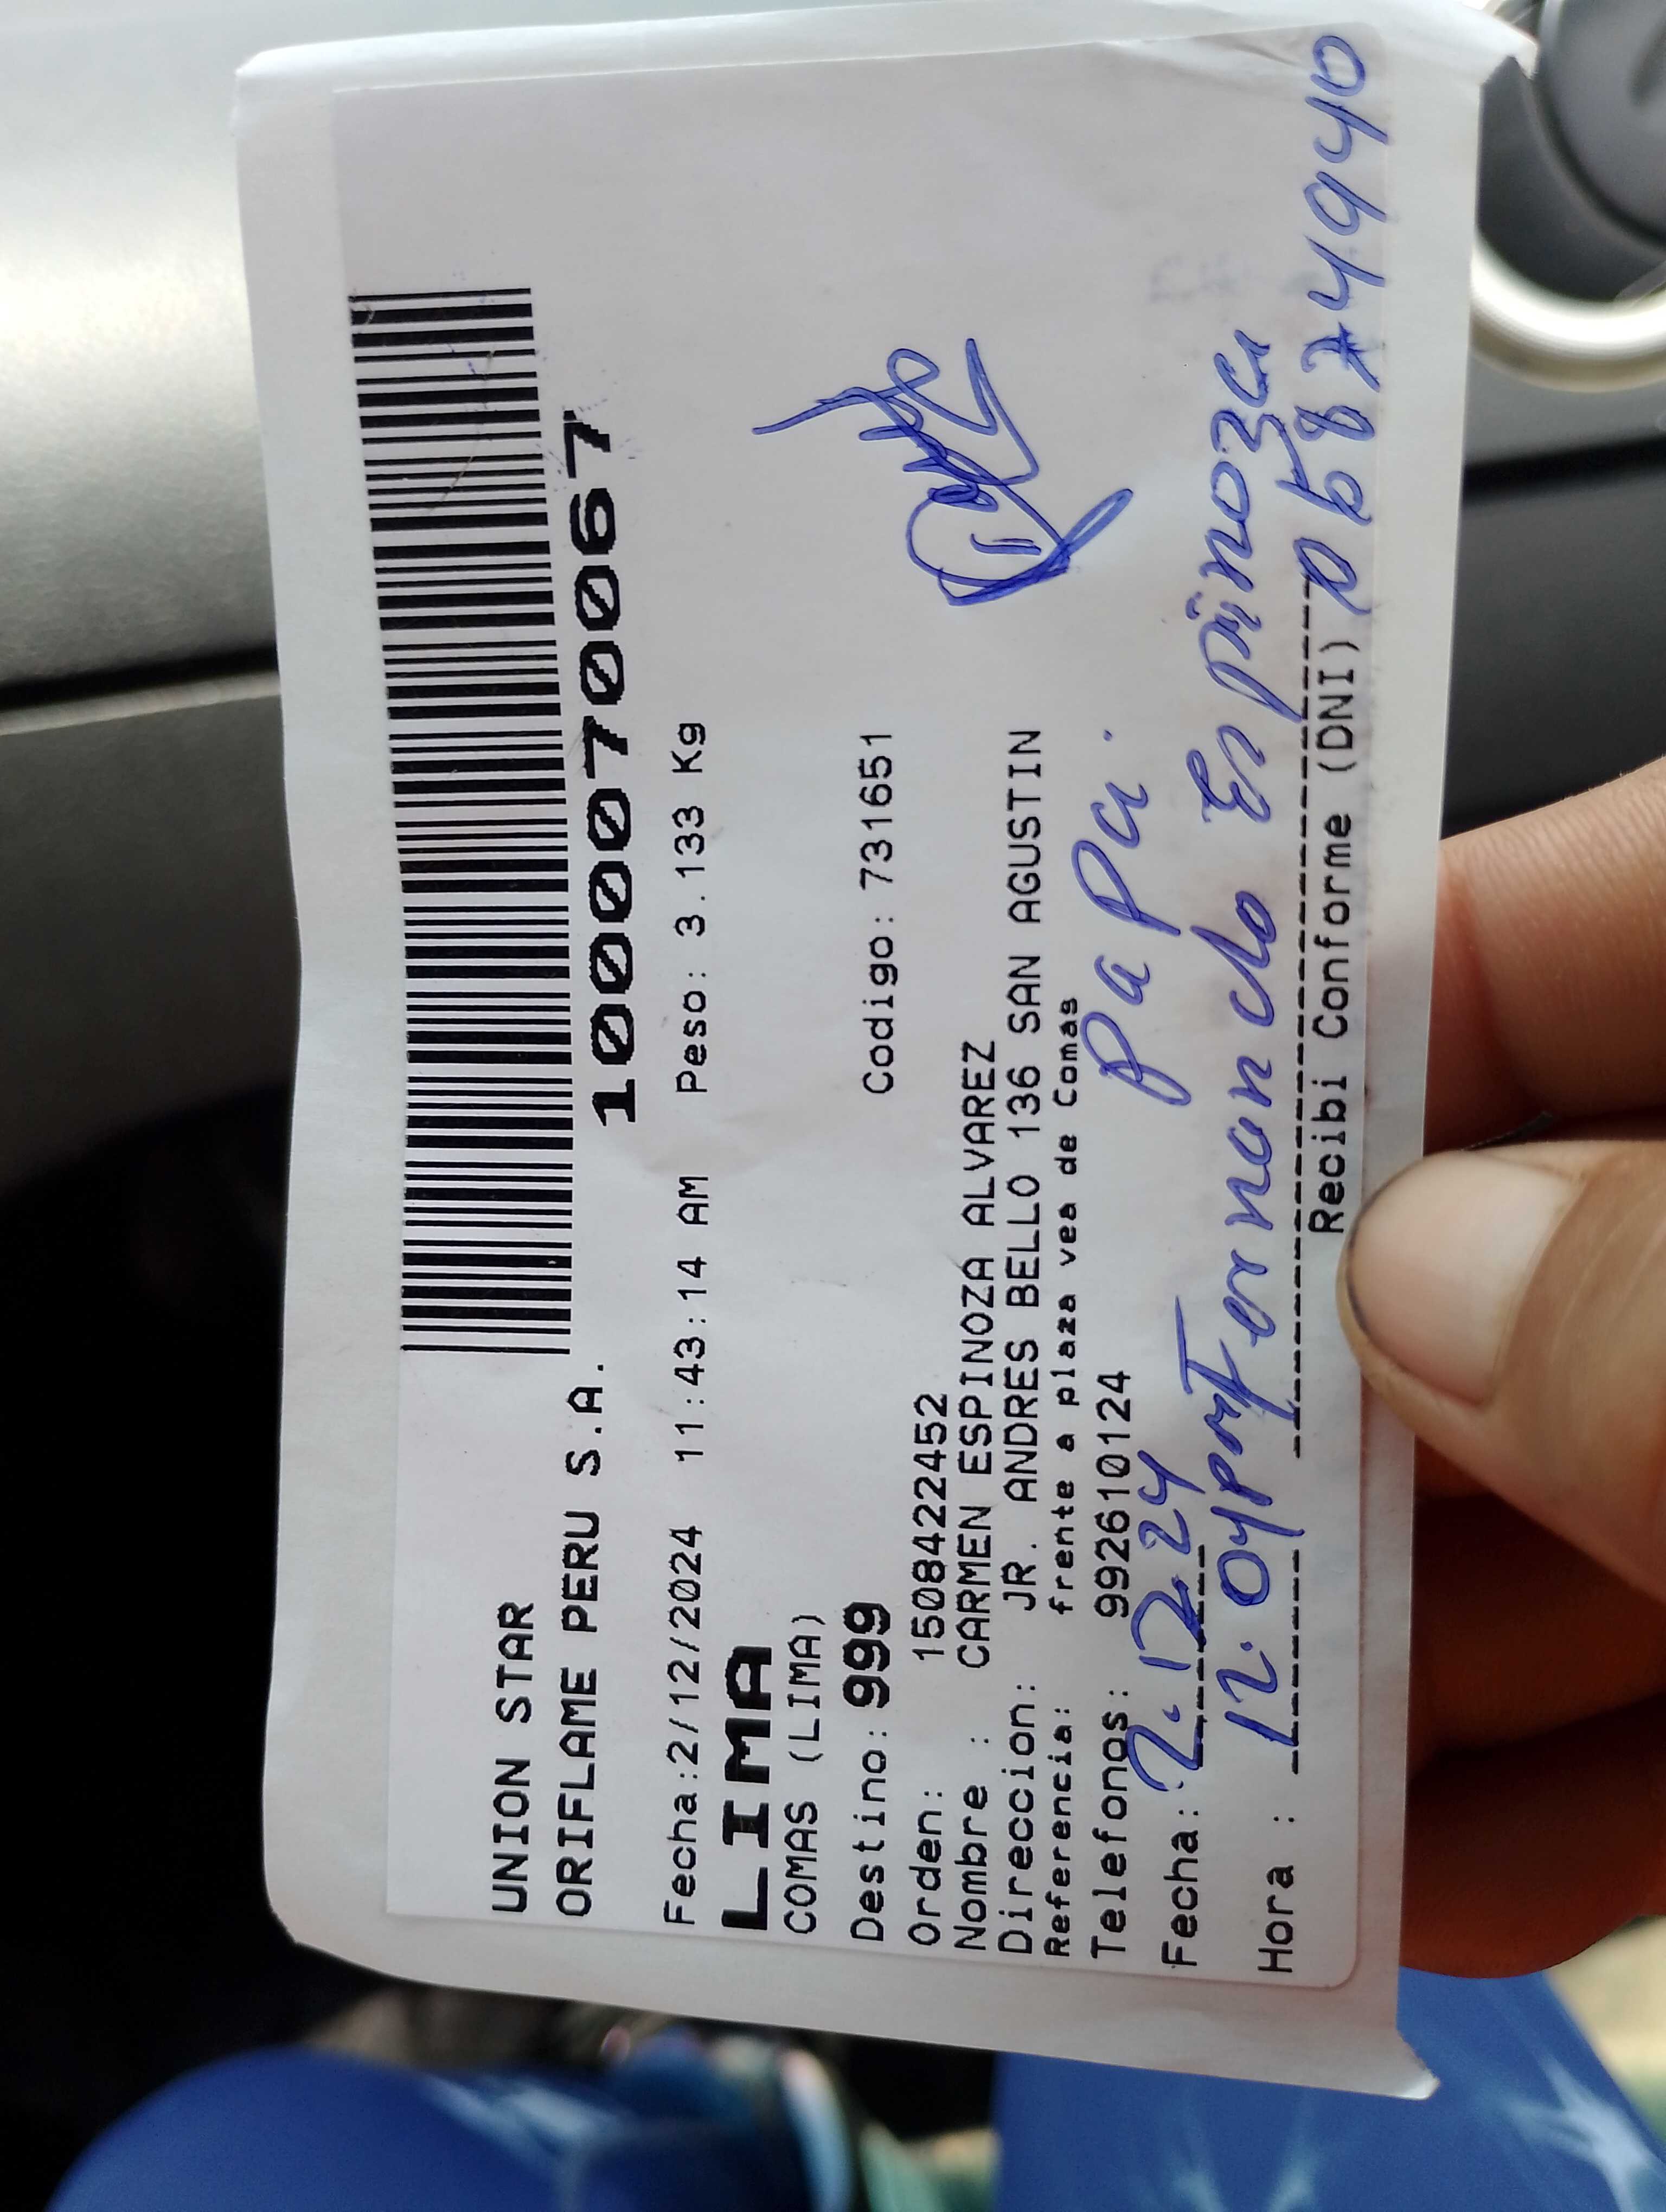 UNION STAR
ORIFLAME PERU S.A.
1000070067
Fecha:2/12/2024 11:43:14 AM Peso: 3.133 Kg
LIMA
COMAS (LIMA)
Destino: 999 Codigo: 731651
Orden: 1508422452
Nombre : CARMEN ESPINOZA ALVAREZ
Direccion: JR. ANDRES BELLO 136 SAN AGUSTIN
Referencia: frente a plaza vea de Comas
Telefonos: 992610124
papa.
Fecha: 2.12.24
Hora : 12.04pm Fernando Espinoza
Recibi Conforme (DNI) 06874940